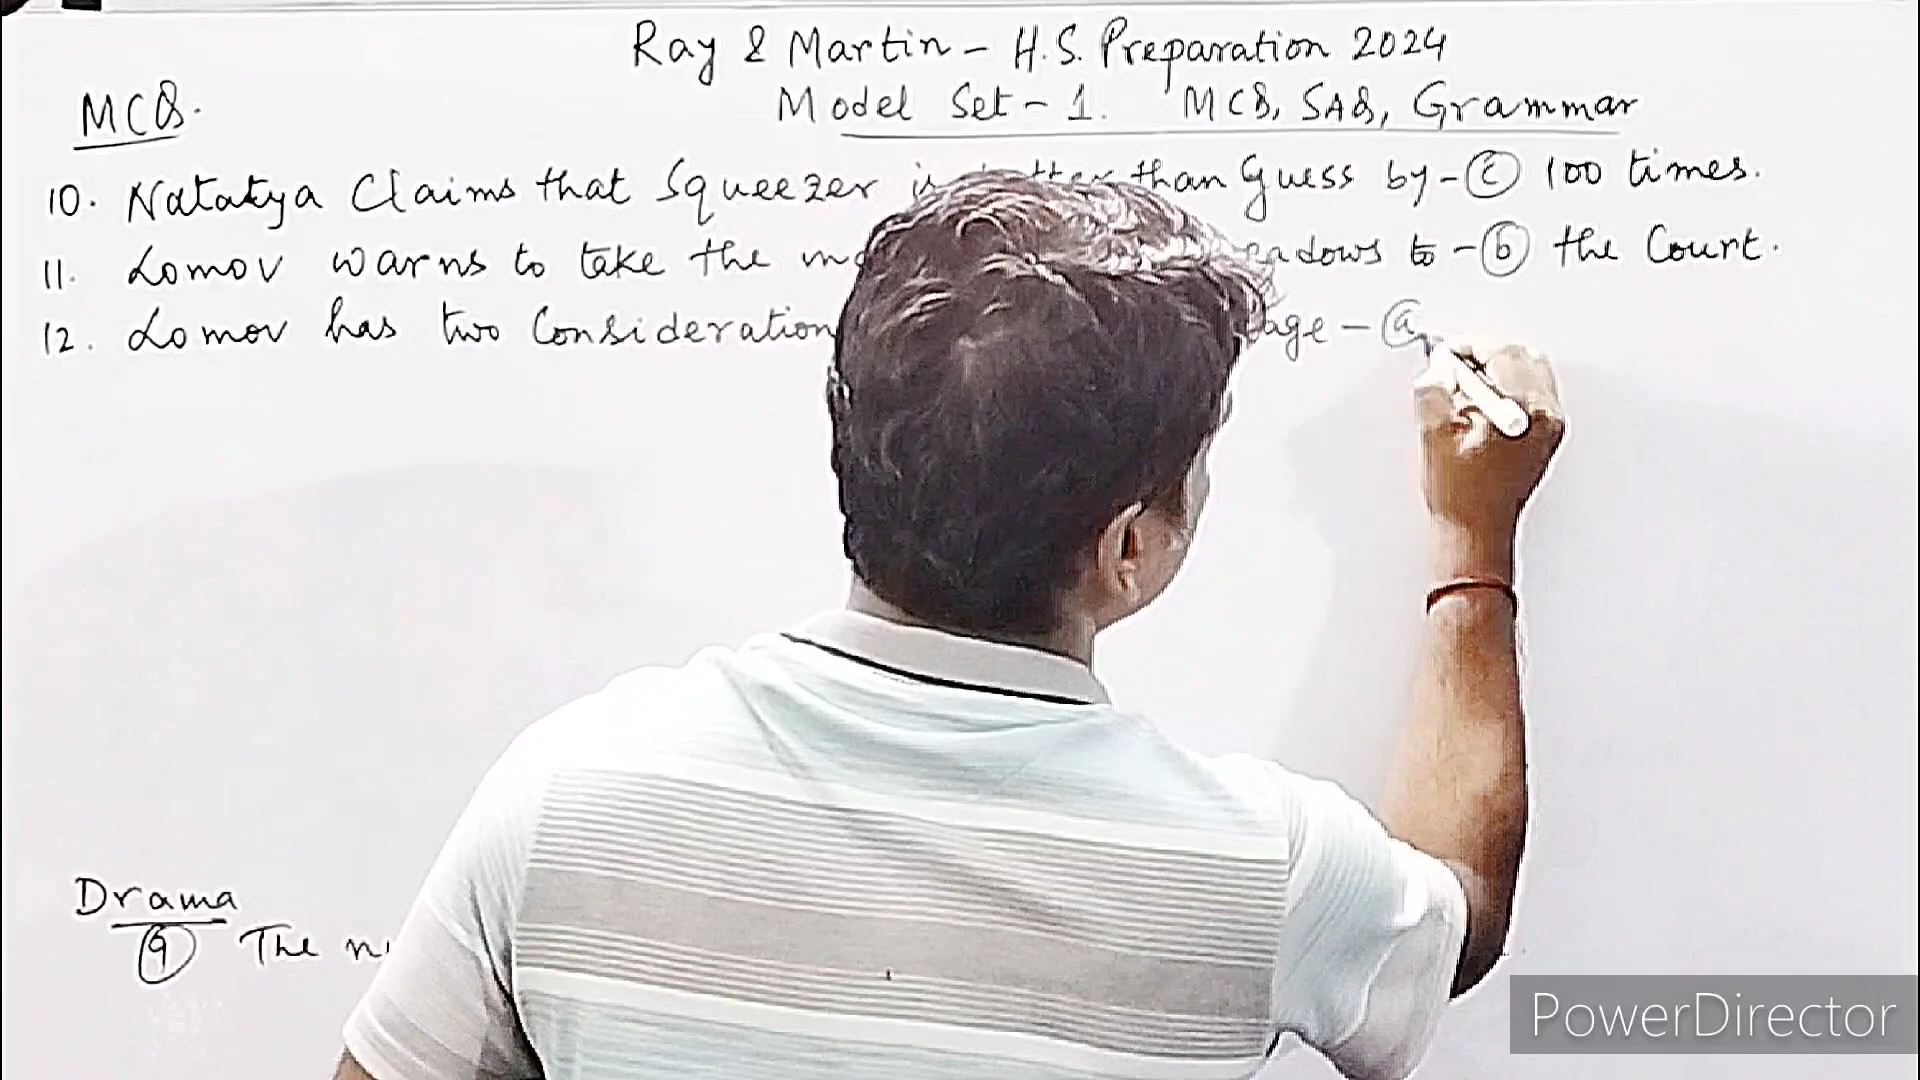 Ray & Martin - H.S. Preparation 2024
MCQ.
Model Set - 1. MCQ, SAQ, Grammar
10. Natalya Claims that Squeezer is than Guess by - (c) 100 times.
11. Lomov warns to take the to - (b) the Court.
12. Lomov has two Consideration - (a)
Drama
(9) The
PowerDirector